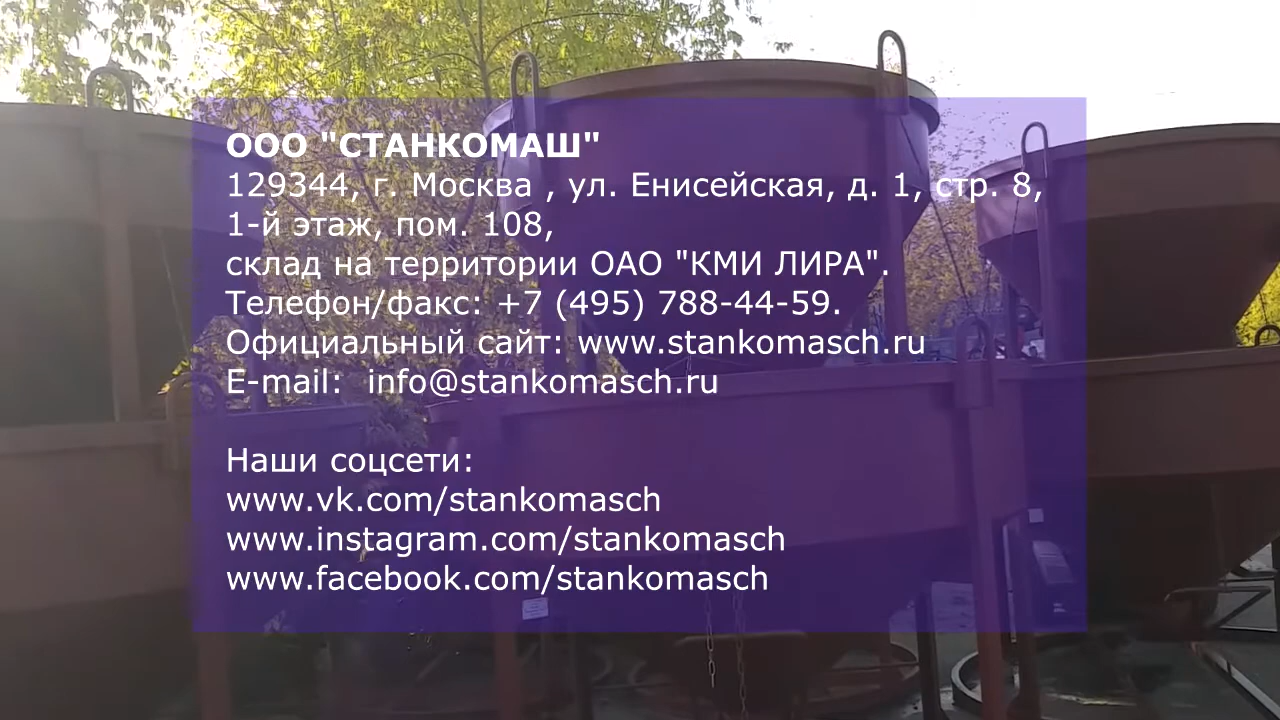 ООО "СТАНКОМАШ"
129344, г. Москва , ул. Енисейская, д. 1, стр. 8,
1-й этаж, пом. 108,
склад на территории ОАО "КМИ ЛИРА".
Телефон/факс: +7 (495) 788-44-59.
Официальный сайт: www.stankomasch.ru
E-mail:  info@stankomasch.ru
Наши соцсети:
www.vk.com/stankomasch
www.instagram.com/stankomasch
www.facebook.com/stankomasch